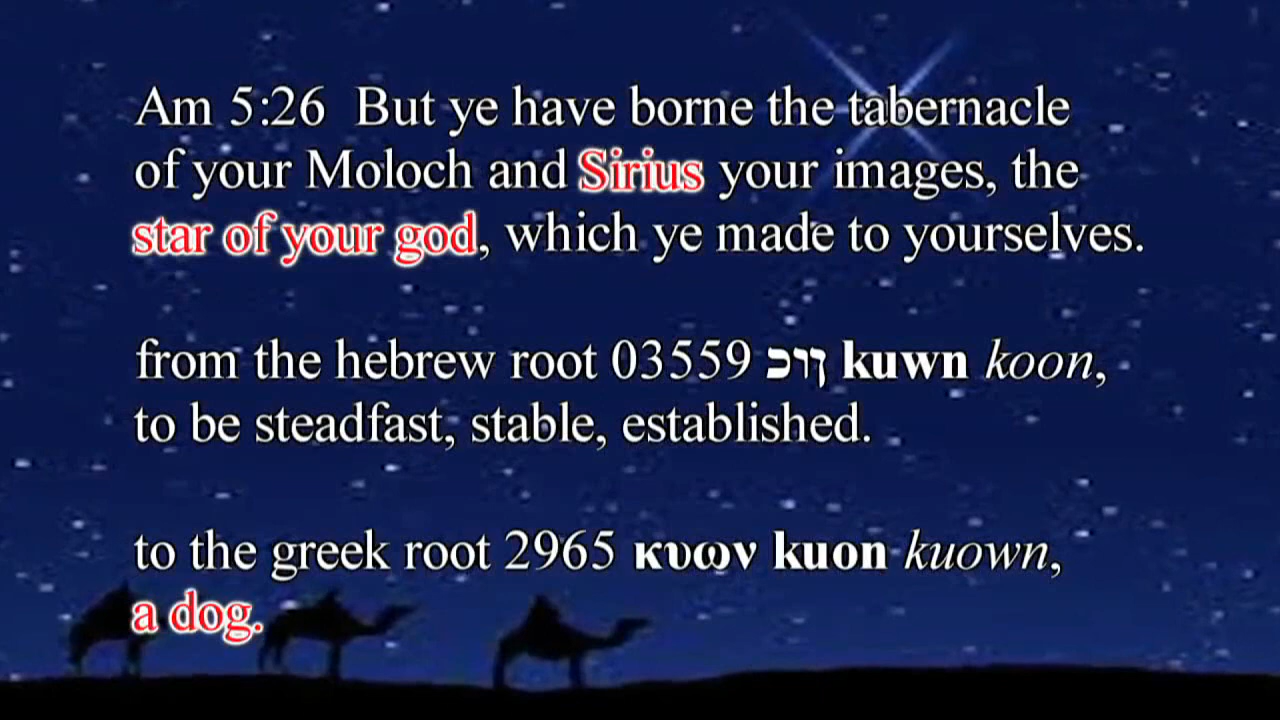 Am 5:26 But ye have borne the tabernacle
of your Moloch and Sirius your images, the
star of your god, which ye made to yourselves.
from the hebrew root 03559 כון kuwn koon,
to be steadfast, stable, established.
to the greek root 2965 κυων kuon kuown,
a dog.